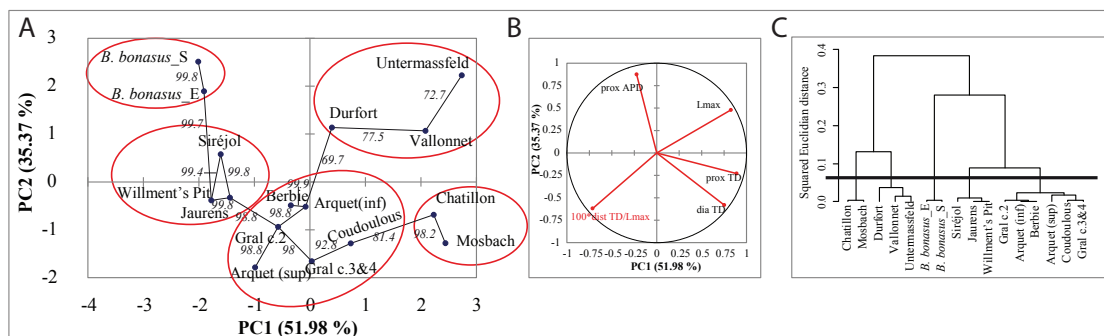 A
PC2 (35.37 %)
3
2
1
0
-1
-2
-4
-3
-2
-1
0
1
2
3
PC1 (51.98 %)
B. bonasus_S
99.8
B. bonasus_E
99.7
Siréjol
99.4
99.8
Willment's Pit
99.8
Jaurens
98.8
Untermassfeld
72.7
Durfort
77.5
Vallonnet
69.7
99.9
Berbie
98.8
Arquet(inf)
Gral c.2
Coudoulous
92.8
81.4
98.8
98
Arquet (sup)
Gral c.3&4
Chatillon
98.2
Mosbach
B
PC2 (35.37 %)
1
0.75
0.5
0.25
0
-0.25
-0.5
-0.75
-1
-1
-0.75
-0.5
-0.25
0
0.25
0.5
0.75
1
PC1 (51.98 %)
prox APD
Lmax
prox TD
dia TD
100*dist TD/Lmax
C
Squared Euclidian distance
0.4
0.3
0.2
0.1
0.0
Chatillon
Mosbach
Durfort
Vallonnet
Untermassfeld
B. bonasus_E
B. bonasus_S
Siréjol
Jaurens
Willment's Pit
Gral c.2
Arquet (inf)
Berbie
Arquet (sup)
Coudoulous
Gral c.3&4